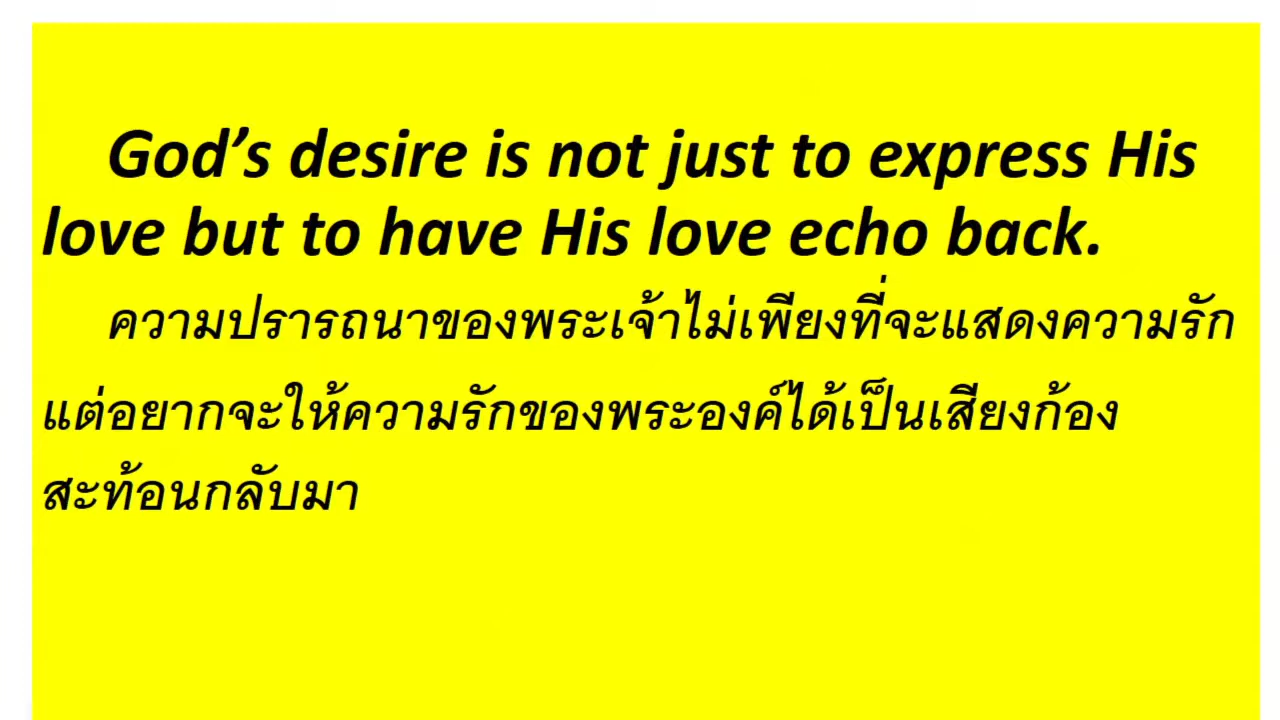 God’s desire is not just to express His
love but to have His love echo back.
ความปรารถนาของพระเจ้าไม่เพียงที่จะแสดงความรัก
แต่อยากจะให้ความรักของพระองค์ได้เป็นเสียงก้อง
สะท้อนกลับมา